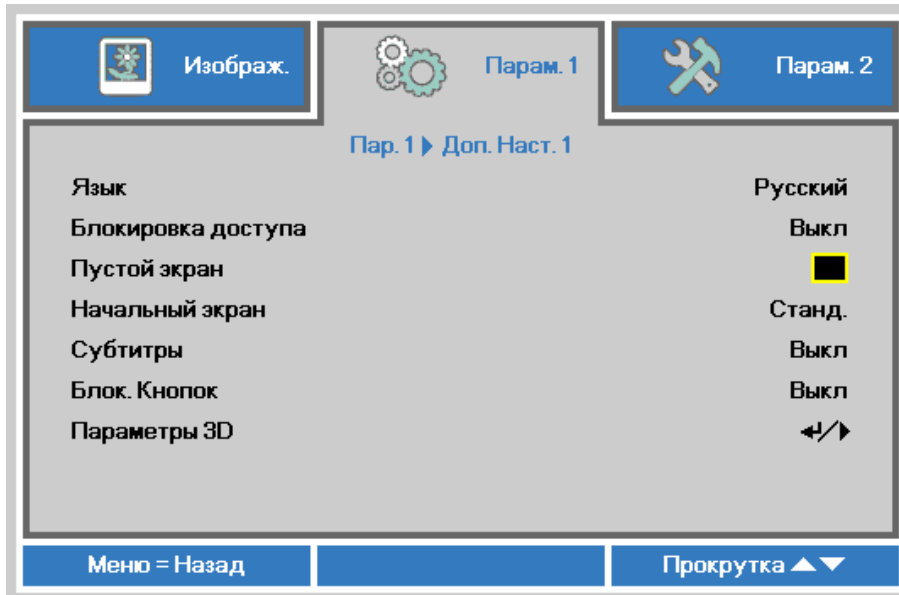 Изображ. Парам. 1 Парам. 2
Пар. 1 Доп. Наст. 1
Язык Русский
Блокировка доступа Выкл
Пустой экран
Начальный экран Станд.
Субтитры Выкл
Блок. Кнопок Выкл
Параметры 3D
Меню = Назад Прокрутка